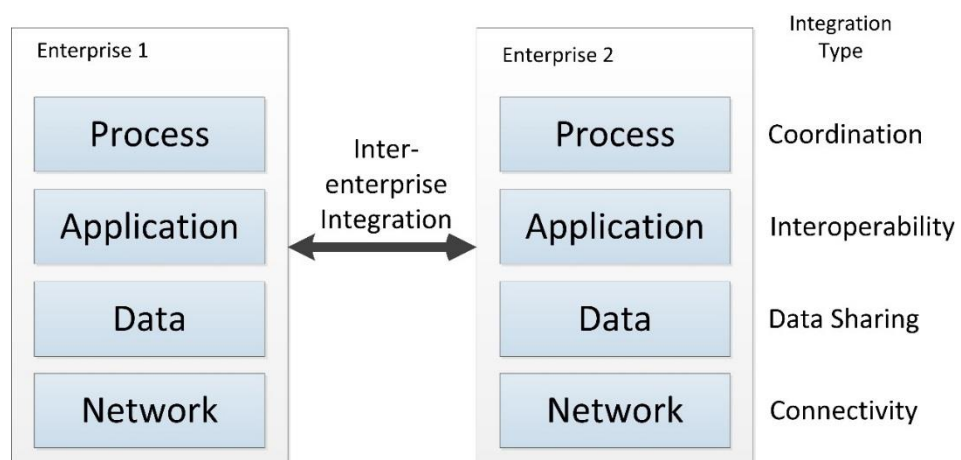 Enterprise 1
Process
Application
Data
Network
Inter-
enterprise
Integration
Enterprise 2
Process
Application
Data
Network
Integration
Type
Coordination
Interoperability
Data Sharing
Connectivity